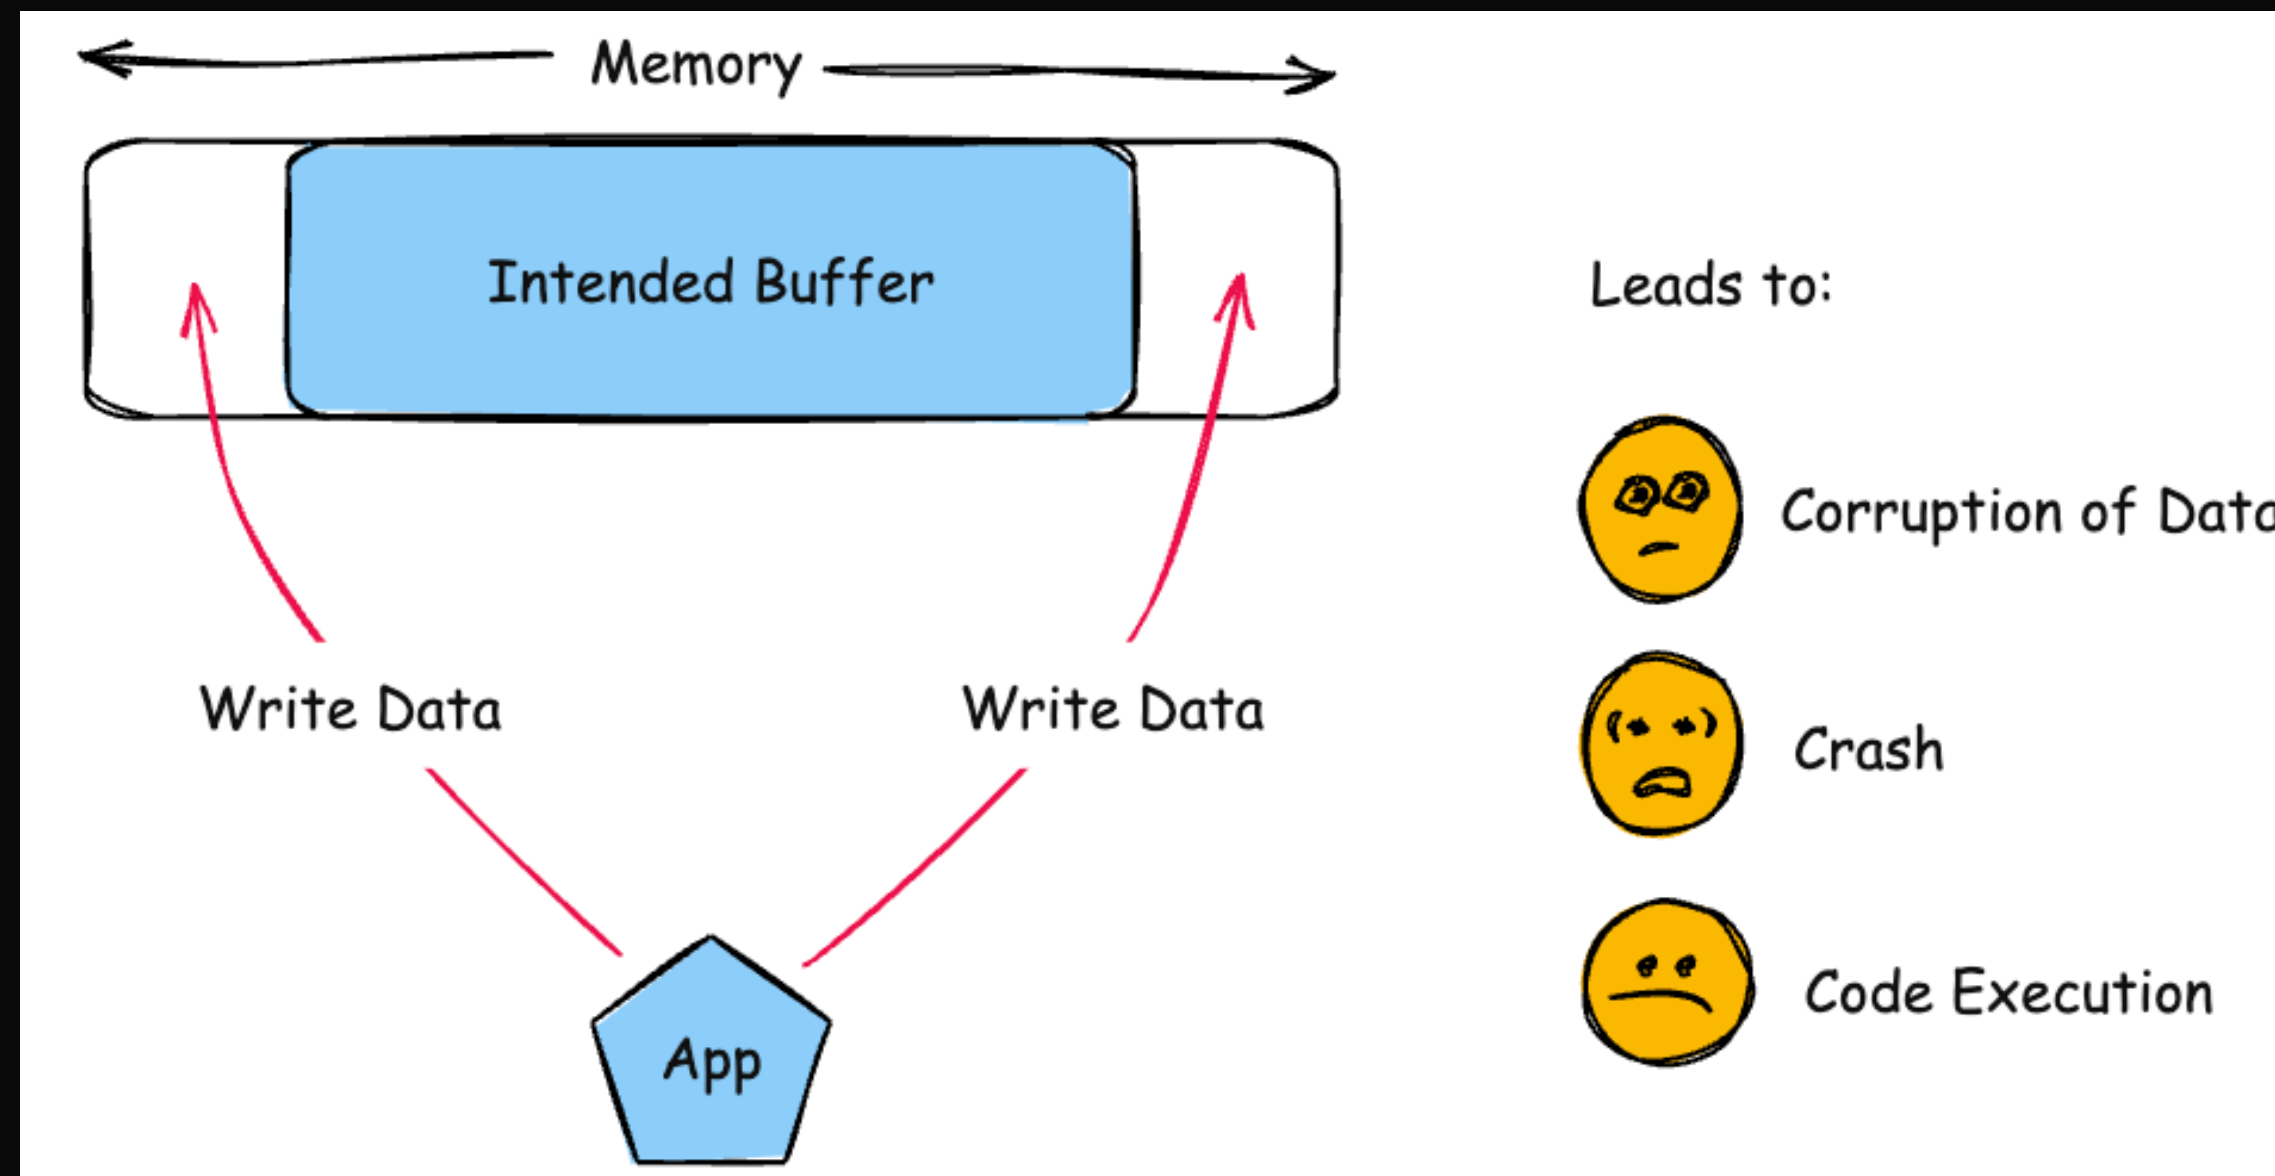 Memory
Intended Buffer
Leads to:
Corruption of Data
Write Data
Write Data
Crash
Code Execution
App